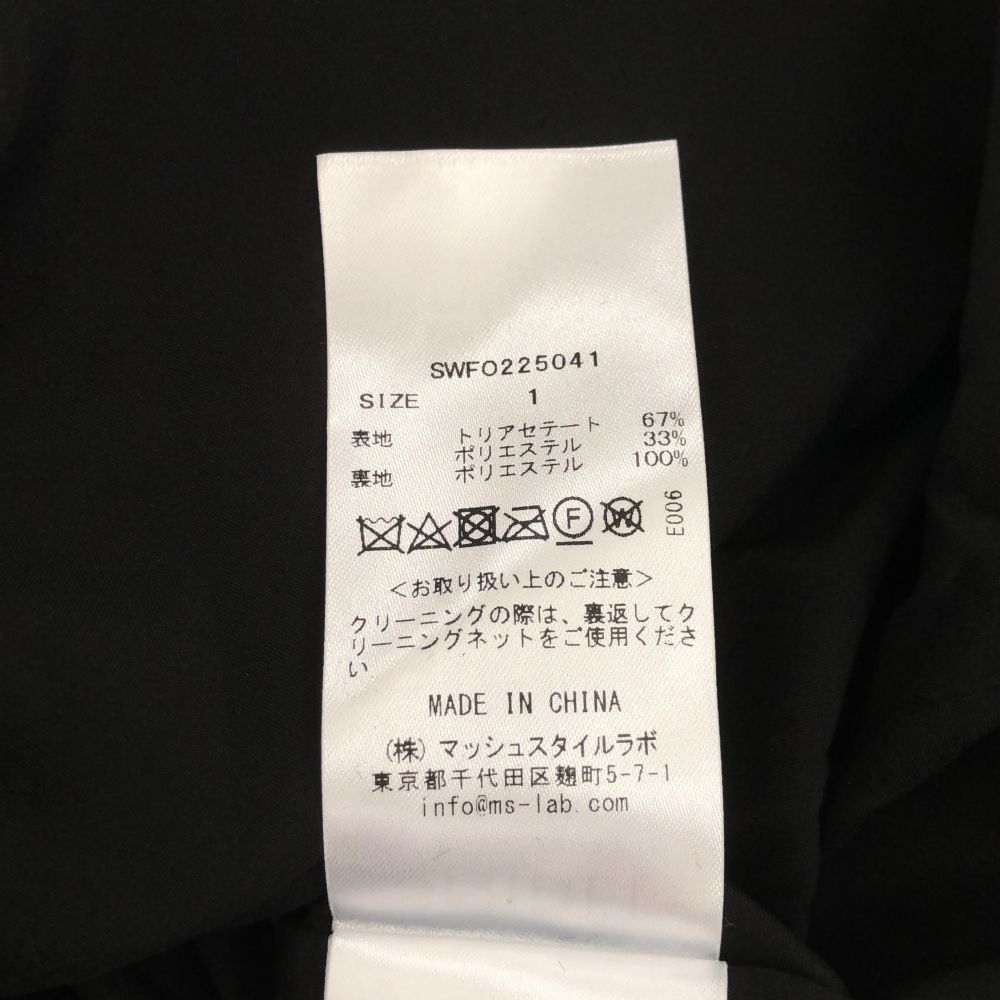 SWFO225041
SIZE 1
表地 トリアセテート 67%
ポリエステル 33%
裏地 ポリエステル 100%
F W E006
<お取り扱い上のご注意>
クリーニングの際は、裏返してク
リーニングネットをご使用くださ
い
MADE IN CHINA
(株) マッシュスタイルラボ
東京都千代田区麹町5-7-1
info@ms-lab.com